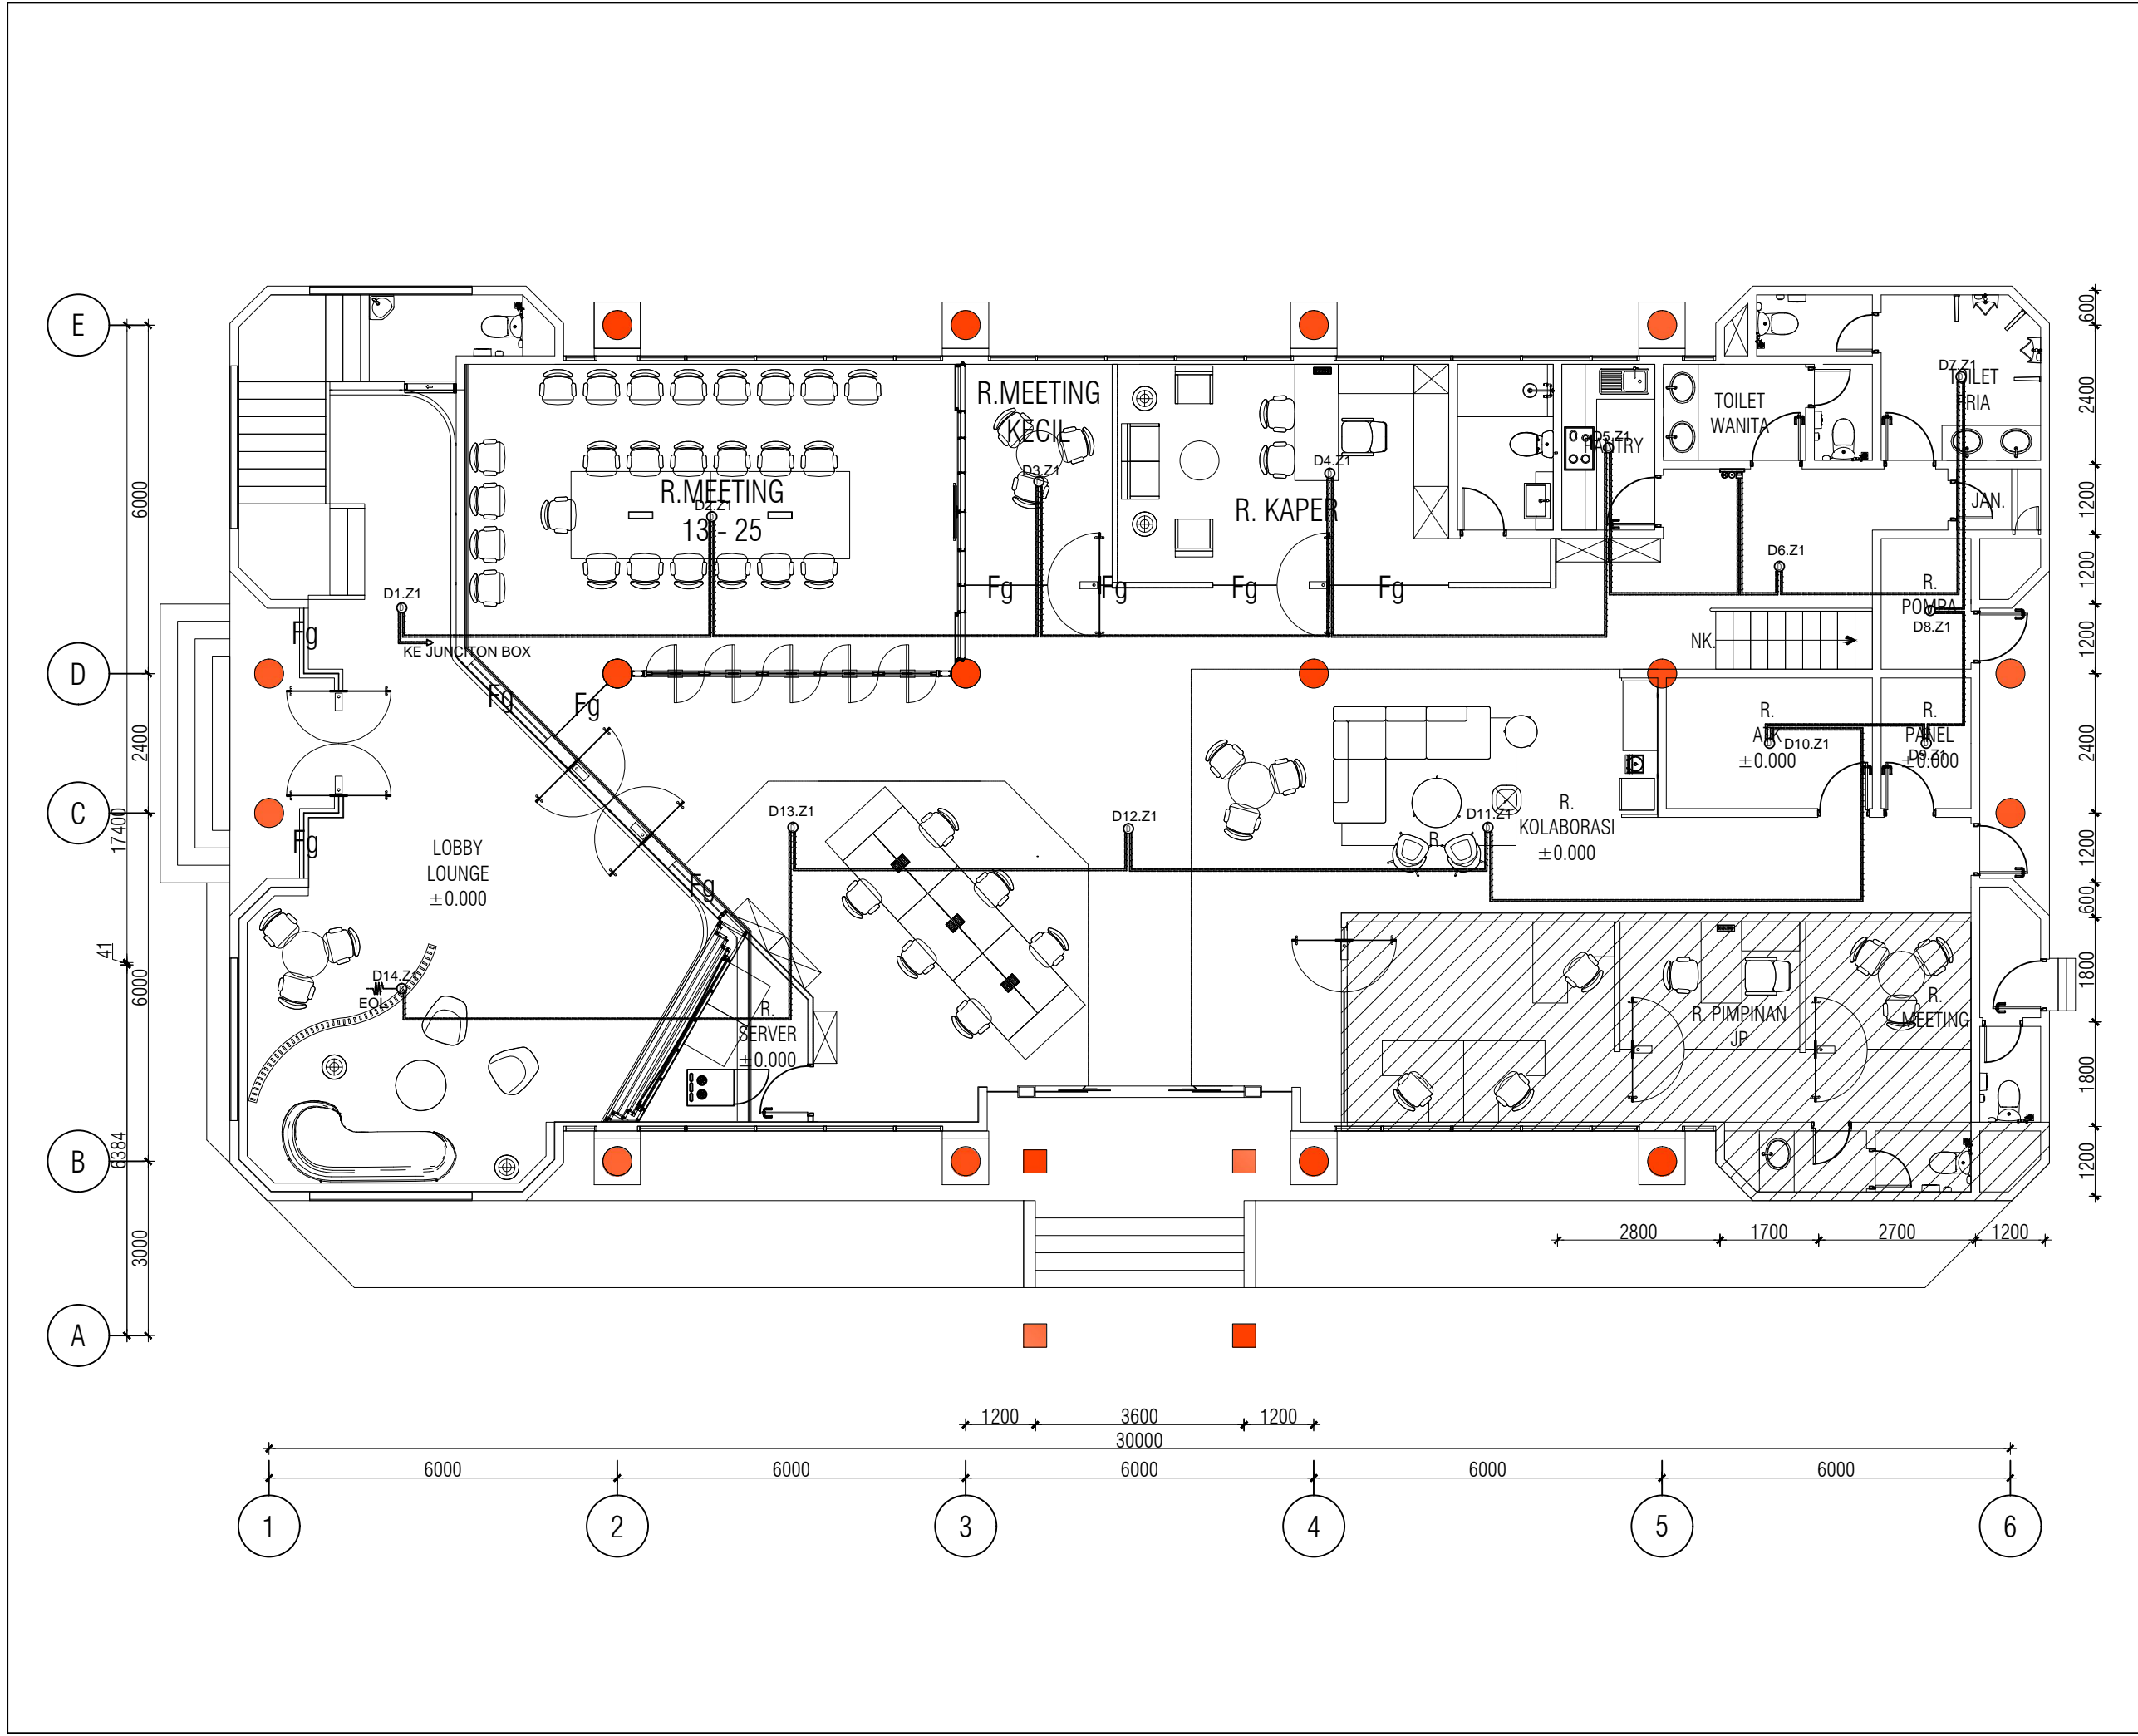 E
600
D7.Z1
TOILET
PRIA
2400
R.MEETING
KECIL
TOILET
WANITA
D5.Z1
PANTRY
D3.Z1
D4.Z1
R.MEETING
D2.Z1
13 - 25
R. KAPER
JAN.
1200
6000
D6.Z1
Fg
Fg
Fg
Fg
R.
POMPA
D8.Z1
1200
D1.Z1
Fg
KE JUNCITON BOX
NK.
1200
D
Fg
Fg
R.
ATK
±0.000
D10.Z1
R.
PANEL
±0.000
D9.Z1
2400
2400
C
17400
D13.Z1
D12.Z1
D11.Z1
R.
R.
KOLABORASI
±0.000
Fg
LOBBY
LOUNGE
±0.000
Fg
1200
600
41
6000
D14.Z1
EOL
R.
SERVER
±0.000
R. PIMPINAN
JP
R.
MEETING
1800
1800
B
6384
1200
3000
2800
1700
2700
1200
A
1200
3600
1200
30000
6000
6000
6000
6000
6000
1
2
3
4
5
6